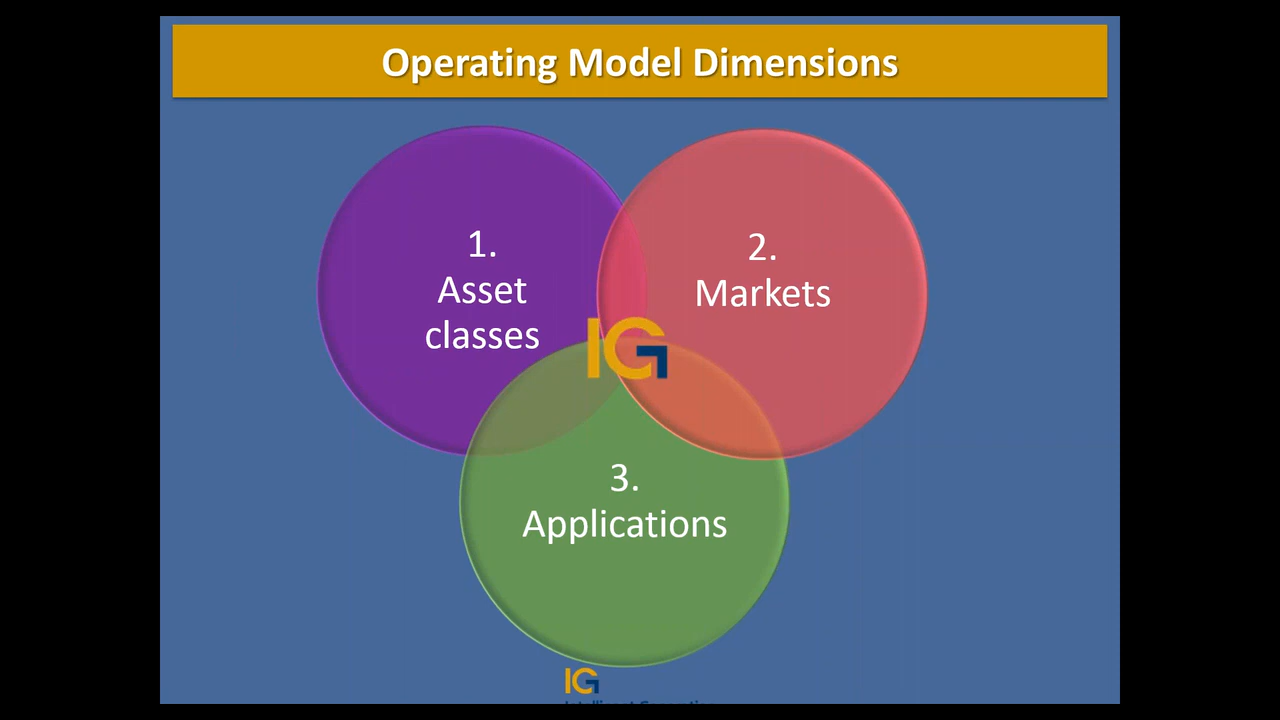 Operating Model Dimensions
1.
Asset
classes
2.
Markets
IG
3.
Applications
IG